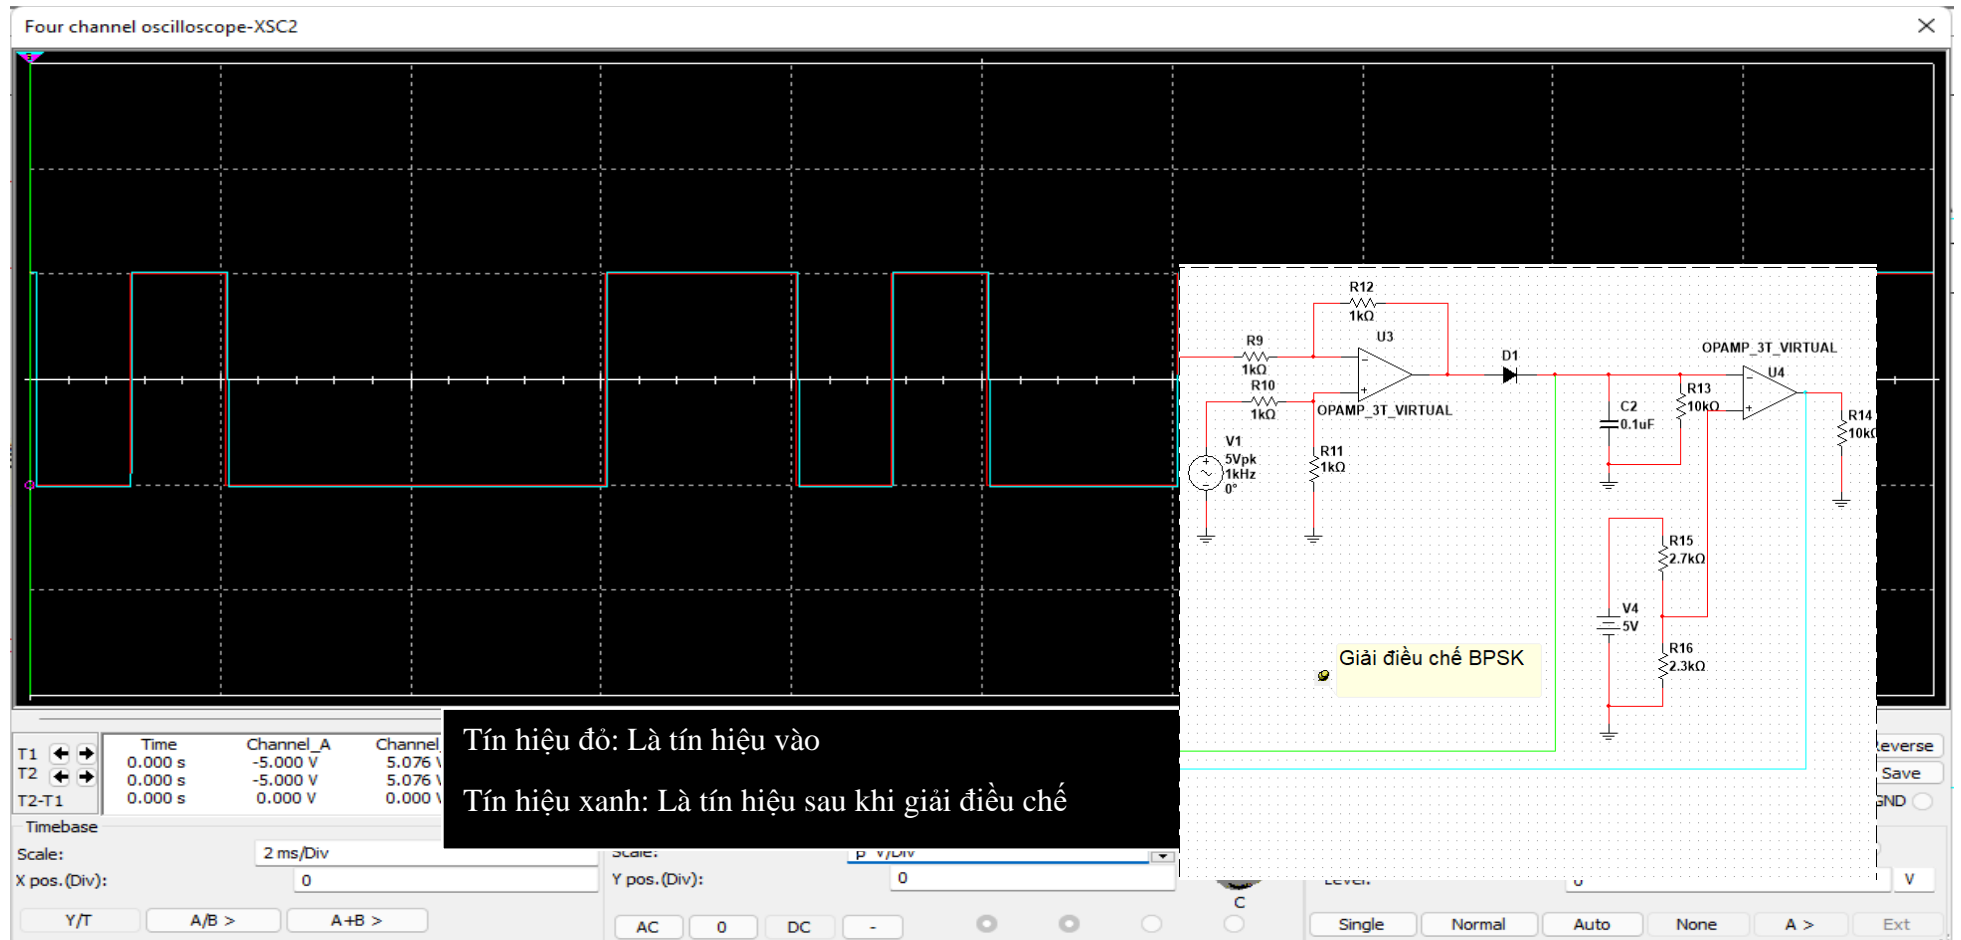 Four channel oscilloscope-XSC2
R12
1kΩ
U3
R9
1kΩ
R10
1kΩ
OPAMP_3T_VIRTUAL
D1
OPAMP_3T_VIRTUAL
U4
R13
10kΩ
C2
0.1uF
R14
V1
5Vpk
1kHz
0°
R11
1kΩ
R15
2.7kΩ
V4
5V
R16
2.3kΩ
Giải điều chế BPSK
Tín hiệu đỏ: Là tín hiệu vào
Tín hiệu xanh: Là tín hiệu sau khi giải điều chế
Time Channel_A
T1 0.000 s -5.000 V 5.076
T2 0.000 s -5.000 V 5.076
T2-T1 0.000 s 0.000 V 0.000
Save
GND
Timebase
Scale: 2 ms/Div
X pos.(Div): 0
Y pos.(Div): 0
V
C
Y/T A/B > A+B >
AC 0 DC -
Single Normal Auto None A > Ext